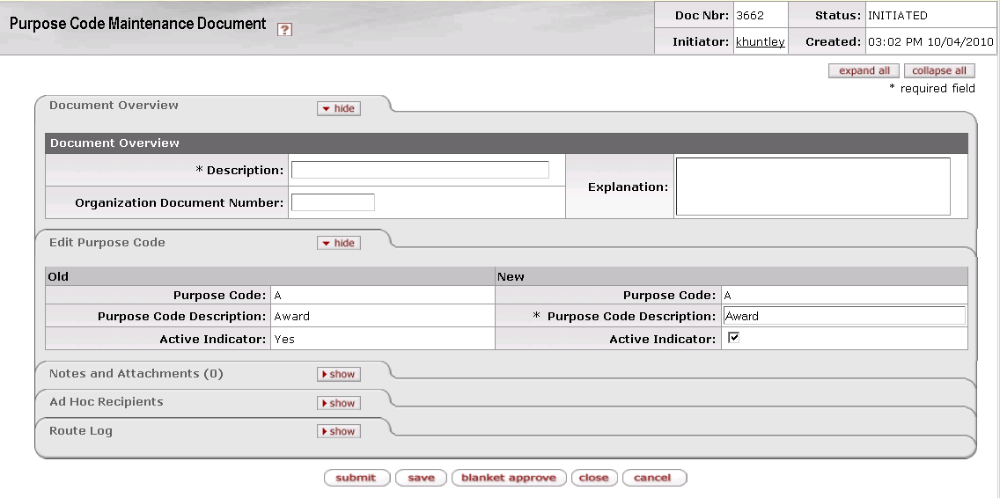 Purpose Code Maintenance Document ?
Doc Nbr: 3662 Status: INITIATED
Initiator: khuntley Created: 03:02 PM 10/04/2010
expand all collapse all
* required field
Document Overview hide
Document Overview
* Description: Explanation:
Organization Document Number:
Edit Purpose Code hide
Old New
Purpose Code: A Purpose Code: A
Purpose Code Description: Award * Purpose Code Description: Award
Active Indicator: Yes Active Indicator:
Notes and Attachments (0) show
Ad Hoc Recipients show
Route Log show
submit save blanket approve close cancel